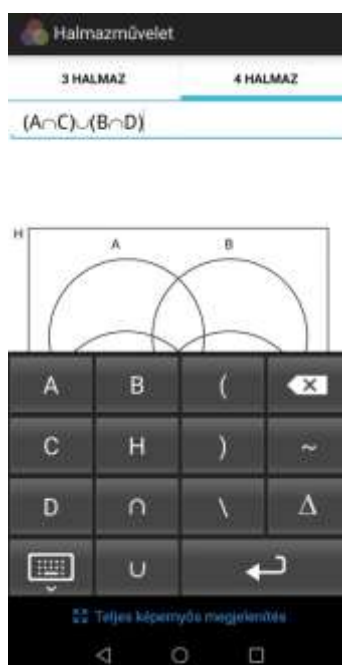 Halmazművelet
3 HALMAZ 4 HALMAZ
(A∩C)∪(B∩D)
H
A B
A B (
C H ) ~
D ∩ \ Δ
∪
Teljes képernyős megjelenítés